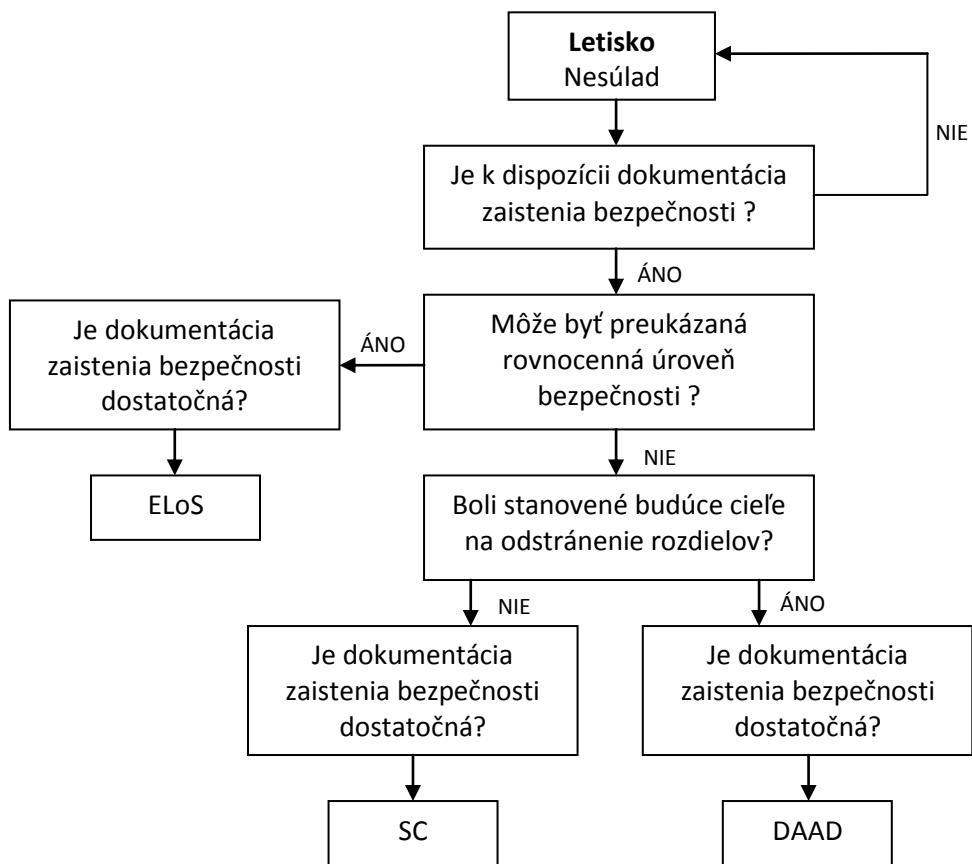 Letisko
Nesúlad
NIE
Je k dispozícii dokumentácia
zaistenia bezpečnosti ?
ÁNO
Môže byť preukázaná
rovnocenná úroveň
bezpečnosti ?
ÁNO
Je dokumentácia
zaistenia bezpečnosti
dostatočná?
ELoS
NIE
Boli stanovené budúce cieľe
na odstránenie rozdielov?
NIE
Je dokumentácia
zaistenia bezpečnosti
dostatočná?
SC
ÁNO
Je dokumentácia
zaistenia bezpečnosti
dostatočná?
DAAD